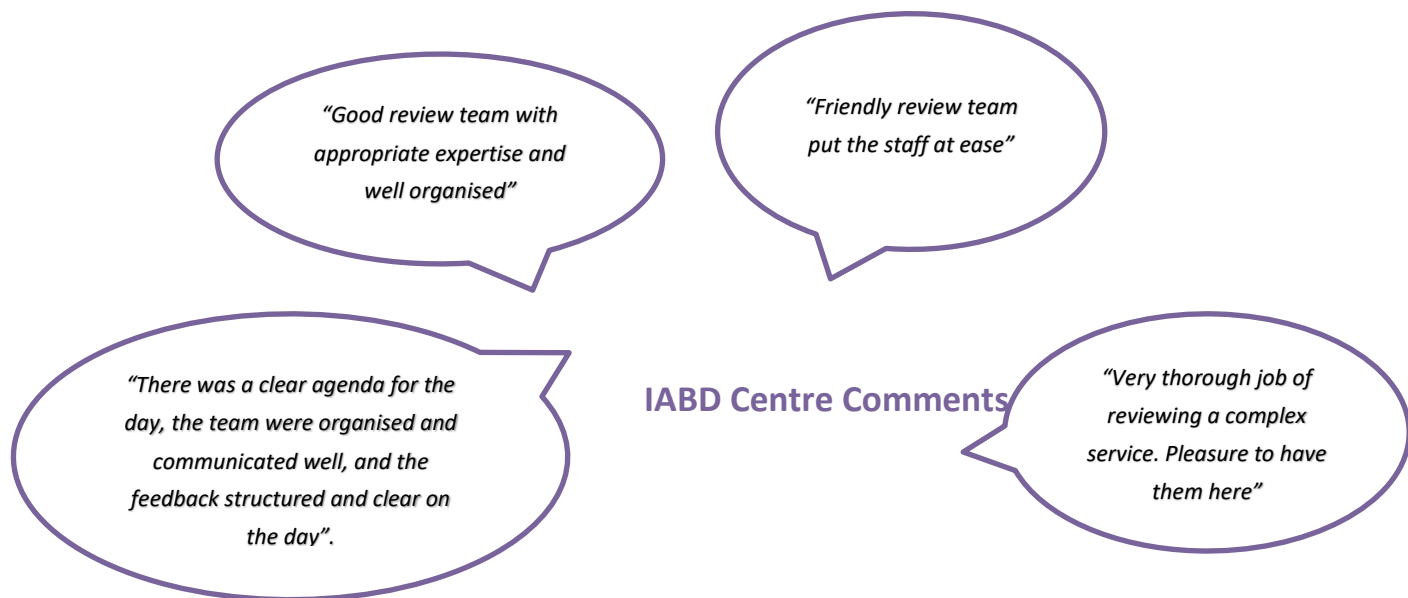 “Good review team with
appropriate expertise and
well organised”
“Friendly review team
put the staff at ease”
“There was a clear agenda for the
day, the team were organised and
communicated well, and the
feedback structured and clear on
the day”.
IABD Centre Comments
“Very thorough job of
reviewing a complex
service. Pleasure to have
them here”